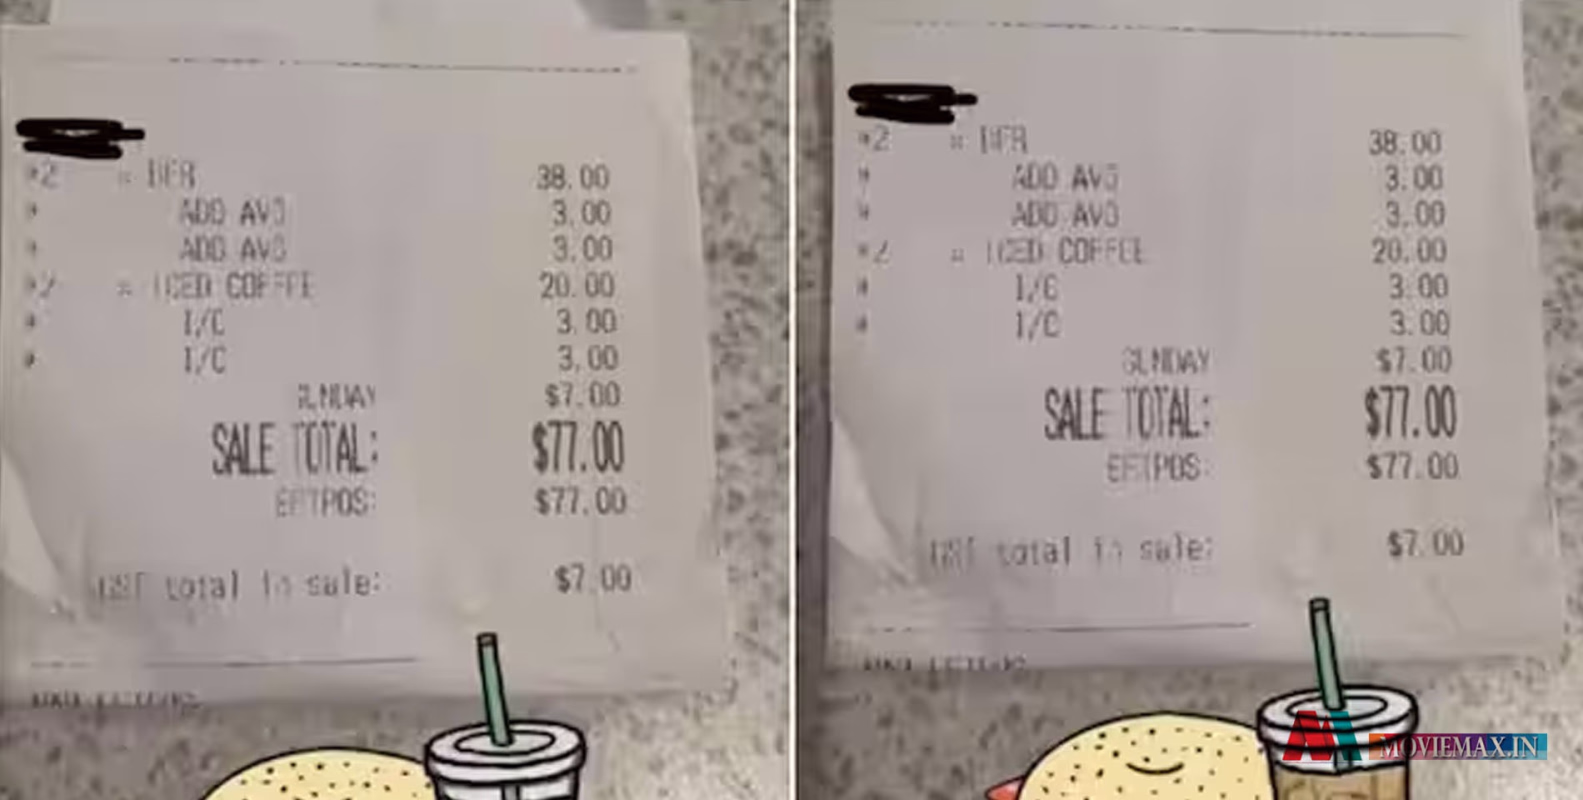 *2 = BFR 38.00
* ADD AVO 3.00
* ADD AVO 3.00
*2 = ICED COFFEE 20.00
* I/C 3.00
* I/C 3.00
SUNDAY $7.00
SALE TOTAL: $77.00
EFTPOS: $77.00
GST total in sale: $7.00
*2 = BFR 38.00
* ADD AVO 3.00
* ADD AVO 3.00
*2 = ICED COFFEE 20.00
* I/C 3.00
* I/C 3.00
SUNDAY $7.00
SALE TOTAL: $77.00
EFTPOS: $77.00
GST total in sale: $7.00
MOVIEMAX.IN